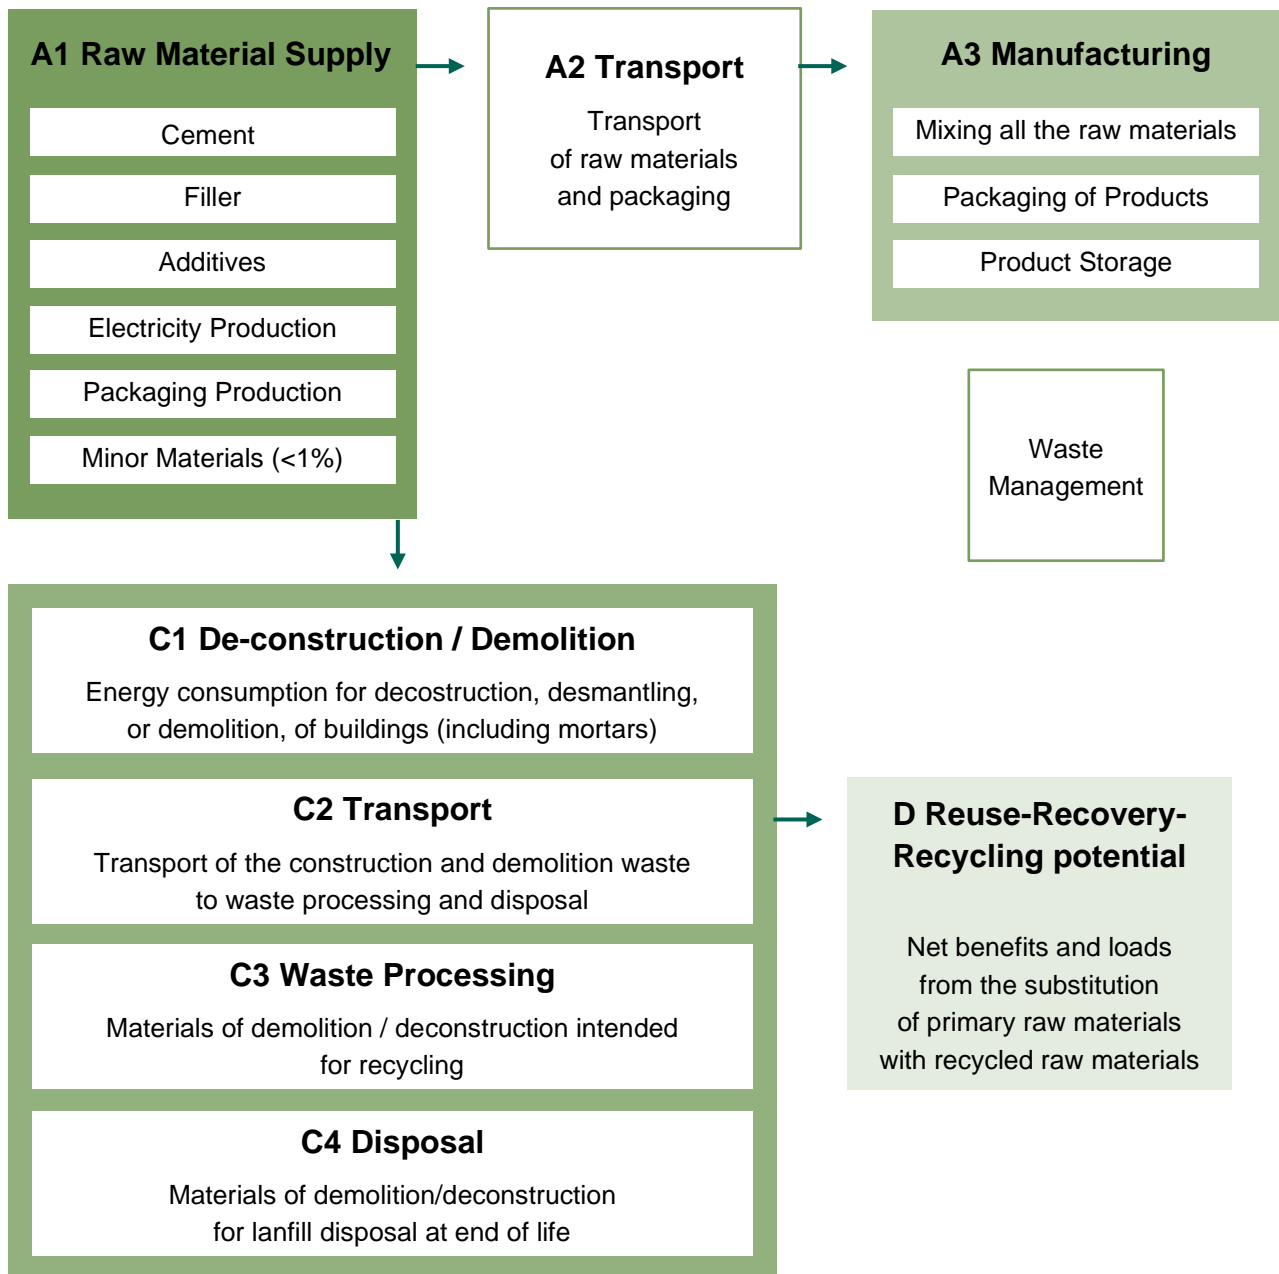 A1 Raw Material Supply
Cement
Filler
Additives
Electricity Production
Packaging Production
Minor Materials (<1%)
A2 Transport
Transport
of raw materials
and packaging
A3 Manufacturing
Mixing all the raw materials
Packaging of Products
Product Storage
Waste
Management
C1 De-construction / Demolition
Energy consumption for decostruction, desmantling,
or demolition, of buildings (including mortars)
C2 Transport
Transport of the construction and demolition waste
to waste processing and disposal
C3 Waste Processing
Materials of demolition / deconstruction intended
for recycling
C4 Disposal
Materials of demolition/deconstruction
for lanfill disposal at end of life
D Reuse-Recovery-
Recycling potential
Net benefits and loads
from the substitution
of primary raw materials
with recycled raw materials